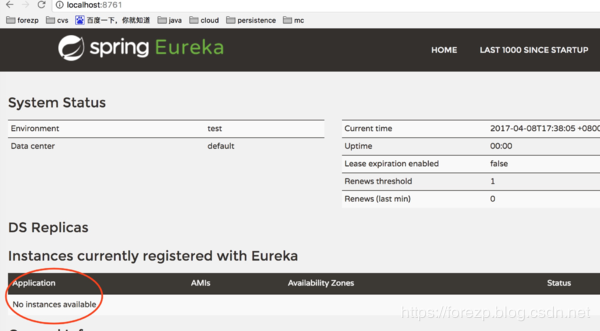 localhost:8761
forezp cvs 百度一下,你就知道 java cloud persistence mc
spring Eureka HOME LAST 1000 SINCE STARTUP
System Status
Environment test
Data center default
Current time 2017-04-08T17:38:05 +0800
Uptime 00:00
Lease expiration enabled false
Renews threshold 1
Renews (last min) 0
DS Replicas
Instances currently registered with Eureka
Application AMIs Availability Zones Status
No instances available
https://forezp.blog.csdn.net